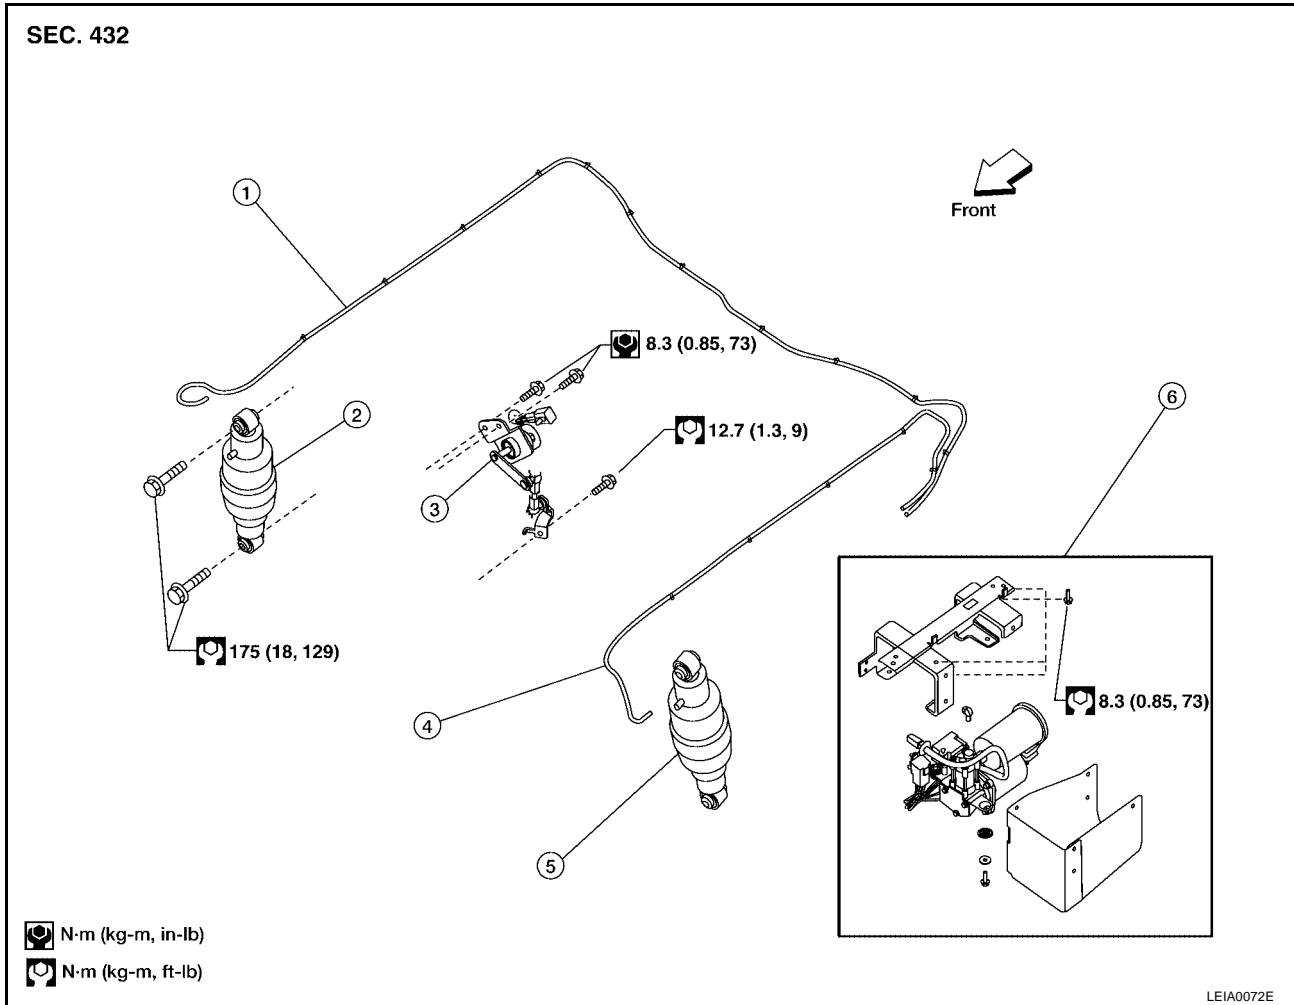 SEC. 432
1
Front
8.3 (0.85, 73)
6
2
12.7 (1.3, 9)
3
175 (18, 129)
8.3 (0.85, 73)
4
5
N·m (kg-m, in-lb)
N·m (kg-m, ft-lb)
LEIA0072E